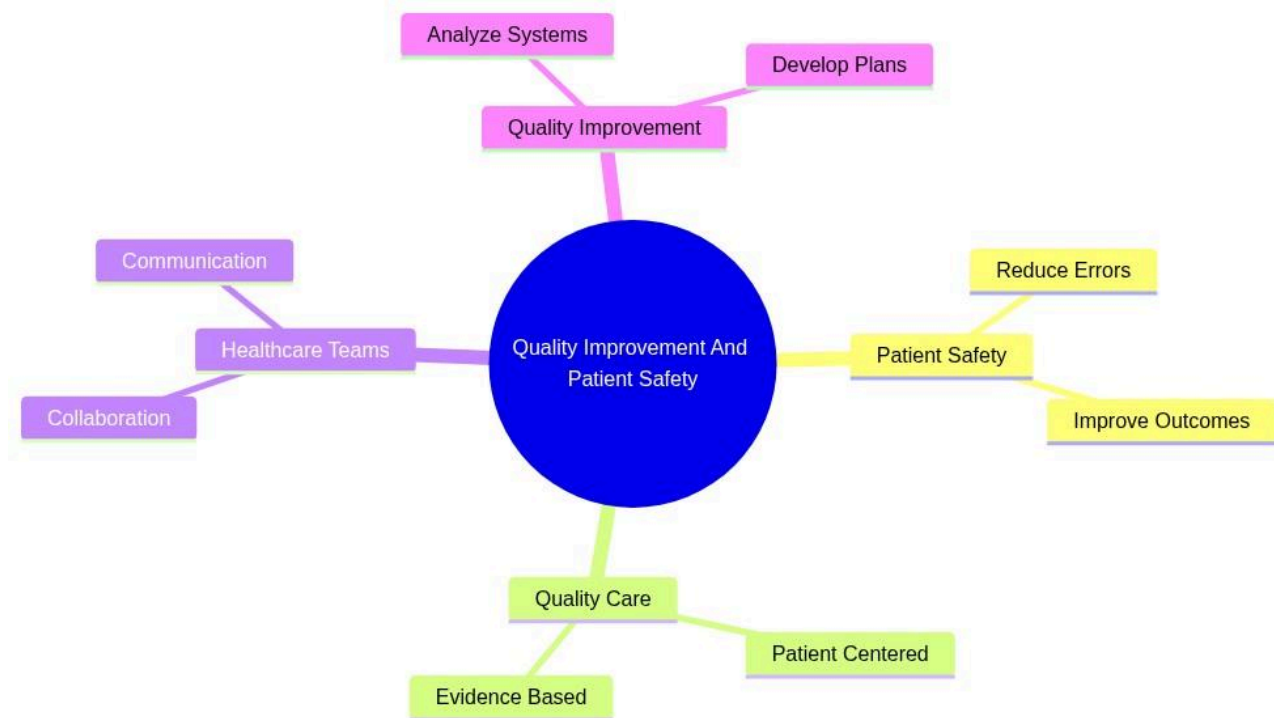 Analyze Systems
Develop Plans
Quality Improvement
Communication
Reduce Errors
Healthcare Teams
Quality Improvement And
Patient Safety
Patient Safety
Collaboration
Improve Outcomes
Quality Care
Patient Centered
Evidence Based